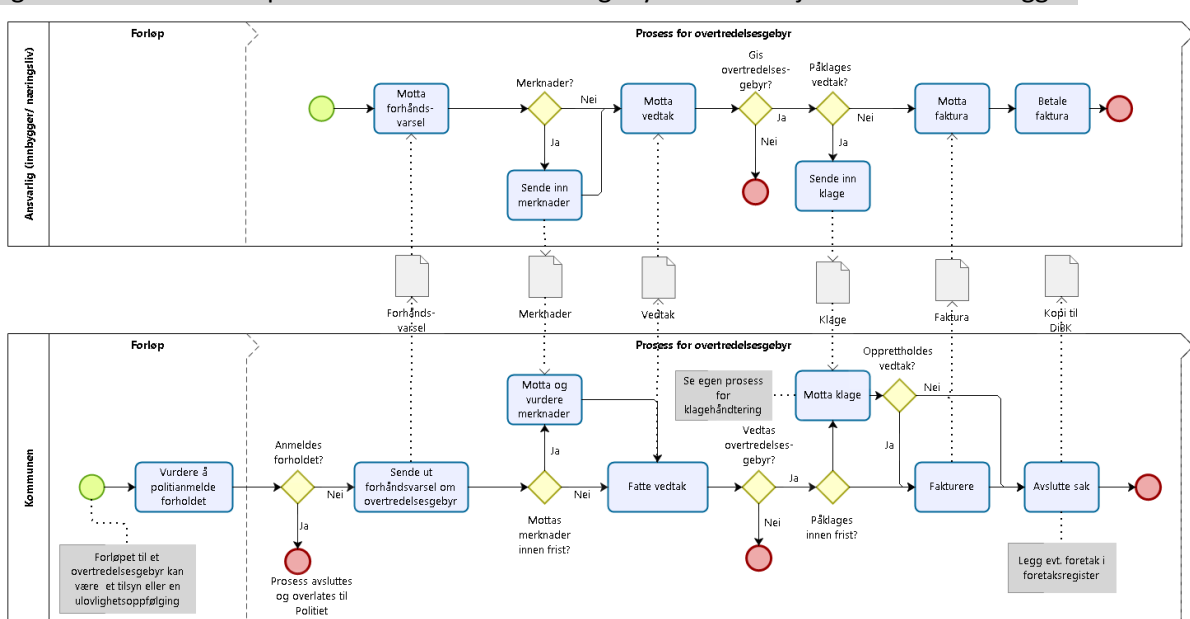 Forløp
Prosess for overtredelsesgebyr
Ansvarlig (innbygger/ næringsliv)
Motta
forhånds-
varsel
Merknader?
Nei
Ja
Sende inn
merknader
Motta
vedtak
Gis
overtredelses-
gebyr?
Ja
Nei
Påklages
vedtak?
Nei
Ja
Sende inn
klage
Motta
faktura
Betale
faktura
Forhånds-
varsel
Merknader
Vedtak
Klage
Faktura
Kopi til
DiBK
Forløp
Prosess for overtredelsesgebyr
Kommunen
Vurdere å
politianmelde
forholdet
Forløpet til et
overtredelsesgebyr kan
være et tilsyn eller en
ulovlighetsoppfølging
Anmeldes
forholdet?
Nei
Ja
Prosess avsluttes
og overlates til
Politiet
Sende ut
forhåndsvarsel om
overtredelsesgebyr
Motta og
vurdere
merknader
Ja
Nei
Mottas
merknader
innen frist?
Fatte vedtak
Se egen prosess
for
klagehåndtering
Vedtas
overtredelses-
gebyr?
Ja
Nei
Motta klage
Ja
Påklages
innen frist?
Opprettholdes
vedtak?
Nei
Ja
Fakturere
Avslutte sak
Legg evt. foretak i
foretaksregister